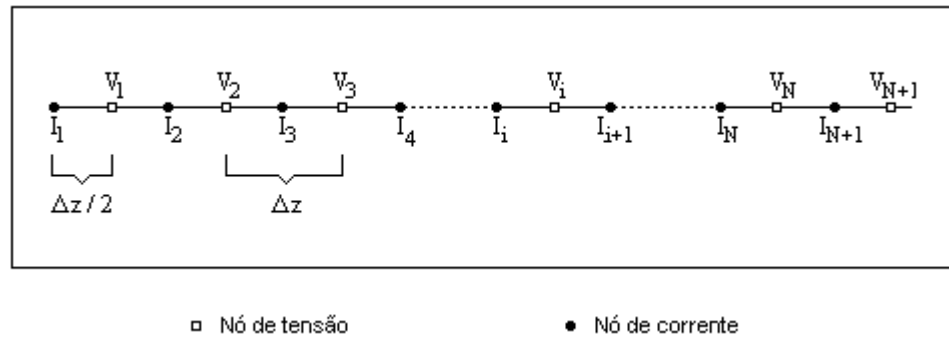 V1 V2 V3 Vi VN VN+1
I1 I2 I3 I4 Ii Ii+1 IN IN+1
Δz / 2 Δz
Nó de tensão Nó de corrente